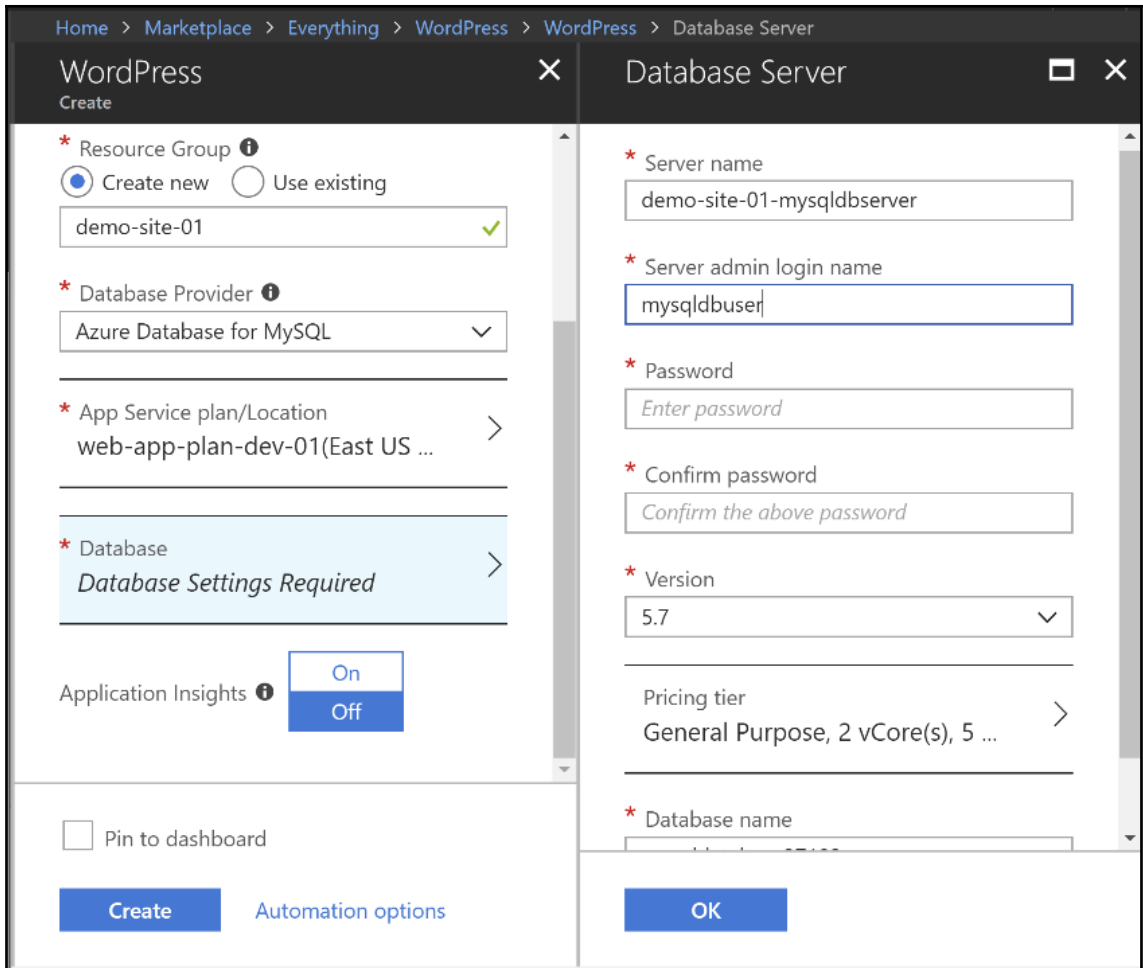 Home > Marketplace > Everything > WordPress > WordPress > Database Server
WordPress
Create
* Resource Group
Create new
Use existing
demo-site-01
* Database Provider
Azure Database for MySQL
* App Service plan/Location
web-app-plan-dev-01(East US ...
* Database
Database Settings Required
Application Insights
On
Off
Pin to dashboard
Create
Automation options
Database Server
* Server name
demo-site-01-mysqldbserver
* Server admin login name
mysqldbuser
* Password
Enter password
* Confirm password
Confirm the above password
* Version
5.7
Pricing tier
General Purpose, 2 vCore(s), 5 ...
* Database name
OK